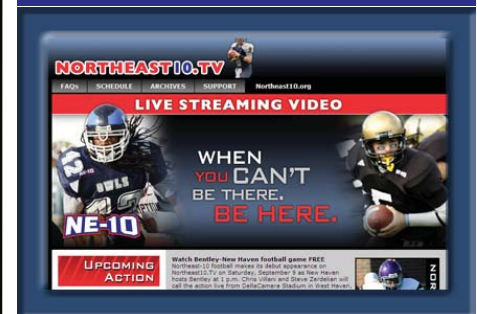 NORTHEAST10.TV
FAQs SCHEDULE ARCHIVES SUPPORT Northeast10.org
LIVE STREAMING VIDEO
WHEN
YOU CAN'T
BE THERE.
BE HERE.
OWLS
NE-10
UPCOMING
ACTION
Watch Bentley-New Haven football game FREE
Northeast-10 football makes its debut appearance on
Northeast10.TV on Saturday, September 9 as New Haven
hosts Bentley at 1 p.m. Chris Villani and Steve Zerdelian will
call the action live from DellaCamera Stadium in West Haven,
NOR